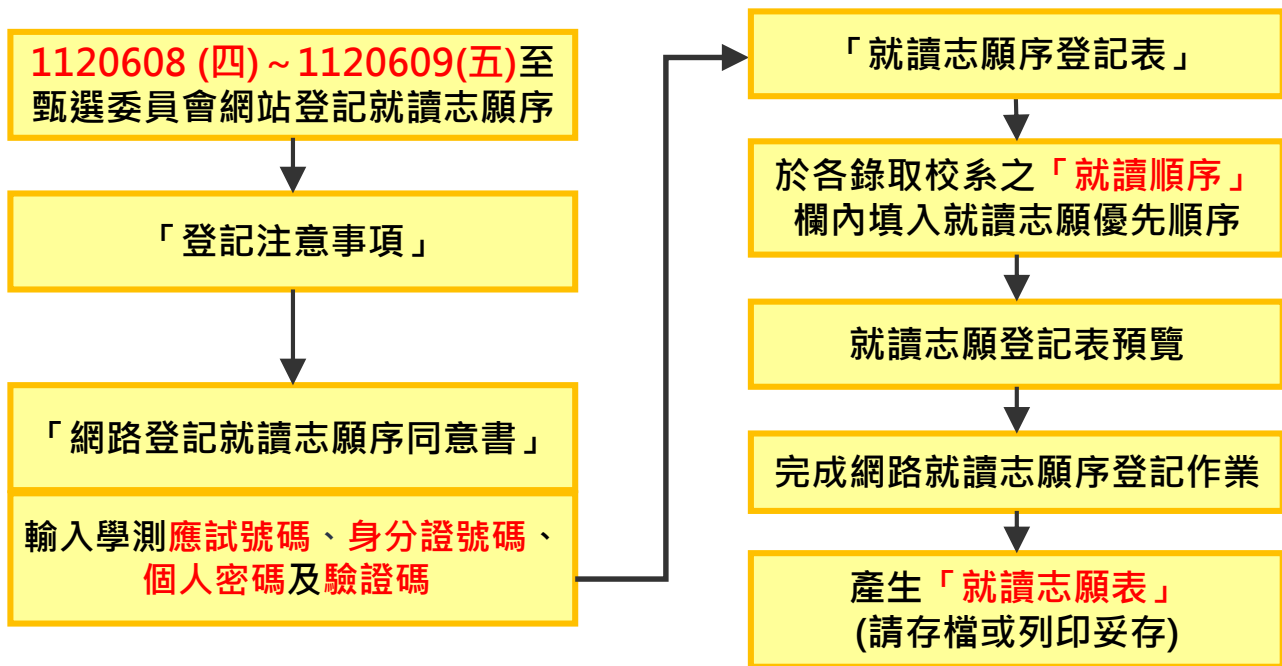 1120608 (四)～1120609(五)至
甄選委員會網站登記就讀志願序
「登記注意事項」
「網路登記就讀志願序同意書」
輸入學測應試號碼、身分證號碼、
個人密碼及驗證碼
「就讀志願序登記表」
於各錄取校系之「就讀順序」
欄內填入就讀志願優先順序
就讀志願登記表預覽
完成網路就讀志願序登記作業
產生「就讀志願表」
(請存檔或列印妥存)